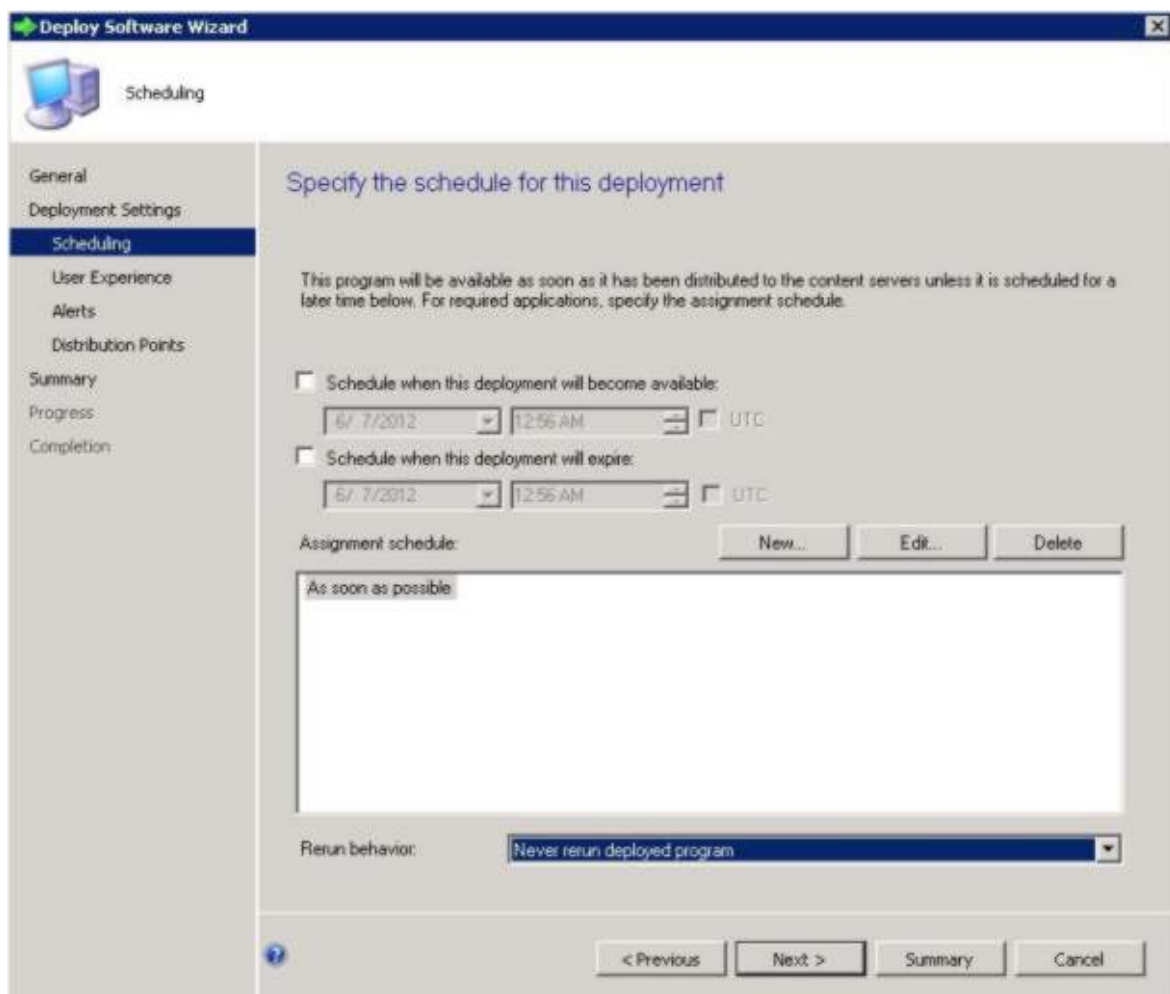 Deploy Software Wizard
Scheduling
General
Deployment Settings
Scheduling
User Experience
Alerts
Distribution Points
Summary
Progress
Completion
Specify the schedule for this deployment
This program will be available as soon as it has been distributed to the content servers unless it is scheduled for a
later time below. For required applications, specify the assignment schedule.
Schedule when this deployment will become available:
6/ 7/2012 12:56 AM UTC
Schedule when this deployment will expire:
6/ 7/2012 12:56 AM UTC
Assignment schedule: New... Edit... Delete
As soon as possible
Rerun behavior: Never rerun deployed program
< Previous Next > Summary Cancel